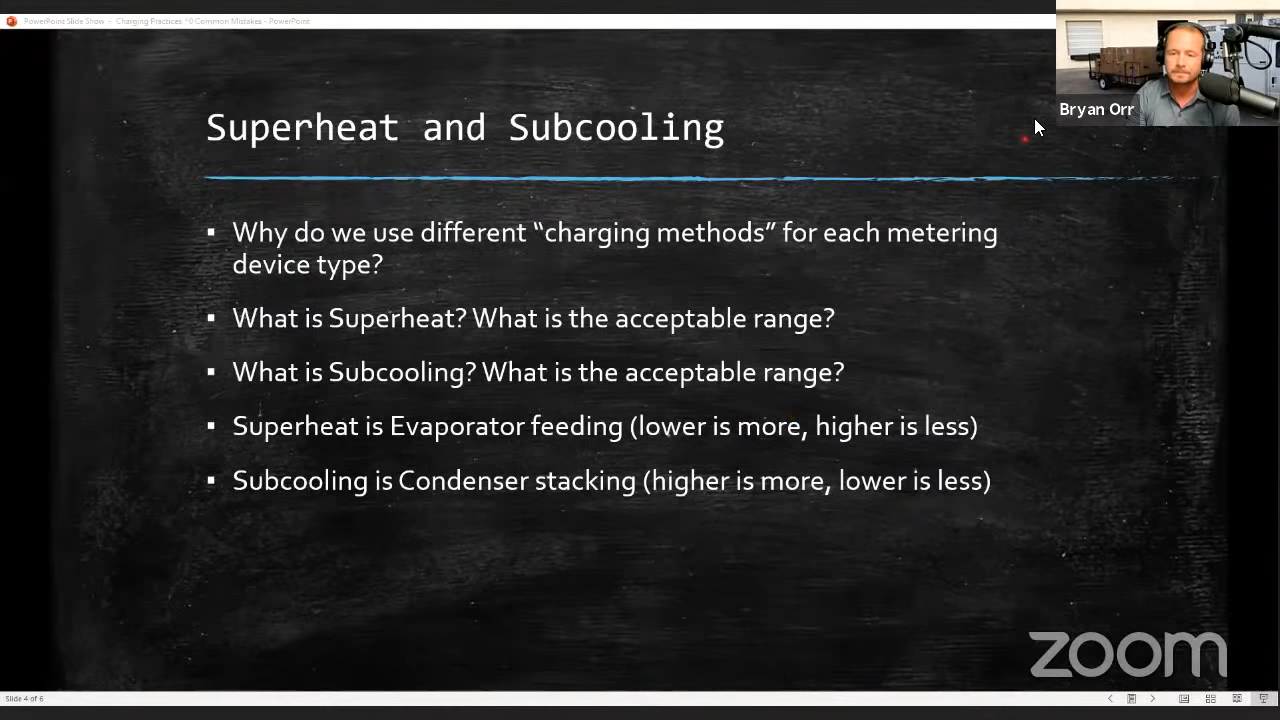 PowerPoint Slide Show - Charging Practices ^0 Common Mistakes - PowerPoint
Bryan Orr
Superheat and Subcooling
▪ Why do we use different “charging methods” for each metering
device type?
▪ What is Superheat? What is the acceptable range?
▪ What is Subcooling? What is the acceptable range?
▪ Superheat is Evaporator feeding (lower is more, higher is less)
▪ Subcooling is Condenser stacking (higher is more, lower is less)
zoom
Slide 4 of 6